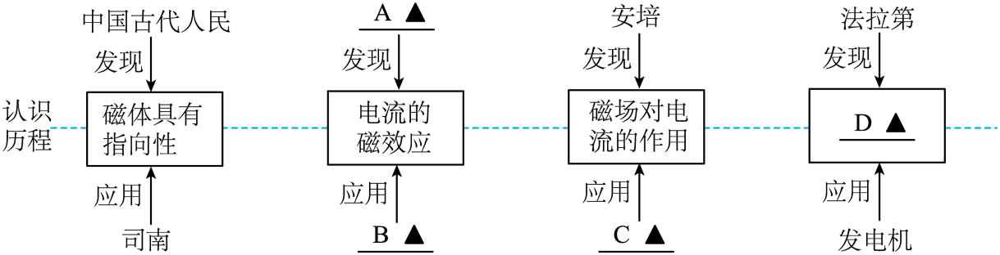 中国古代人民
A ▲
安培
法拉第
发现
发现
发现
发现
认识
历程
磁体具有
指向性
电流的
磁效应
磁场对电
流的作用
D ▲
应用
应用
应用
应用
司南
B ▲
C ▲
发电机